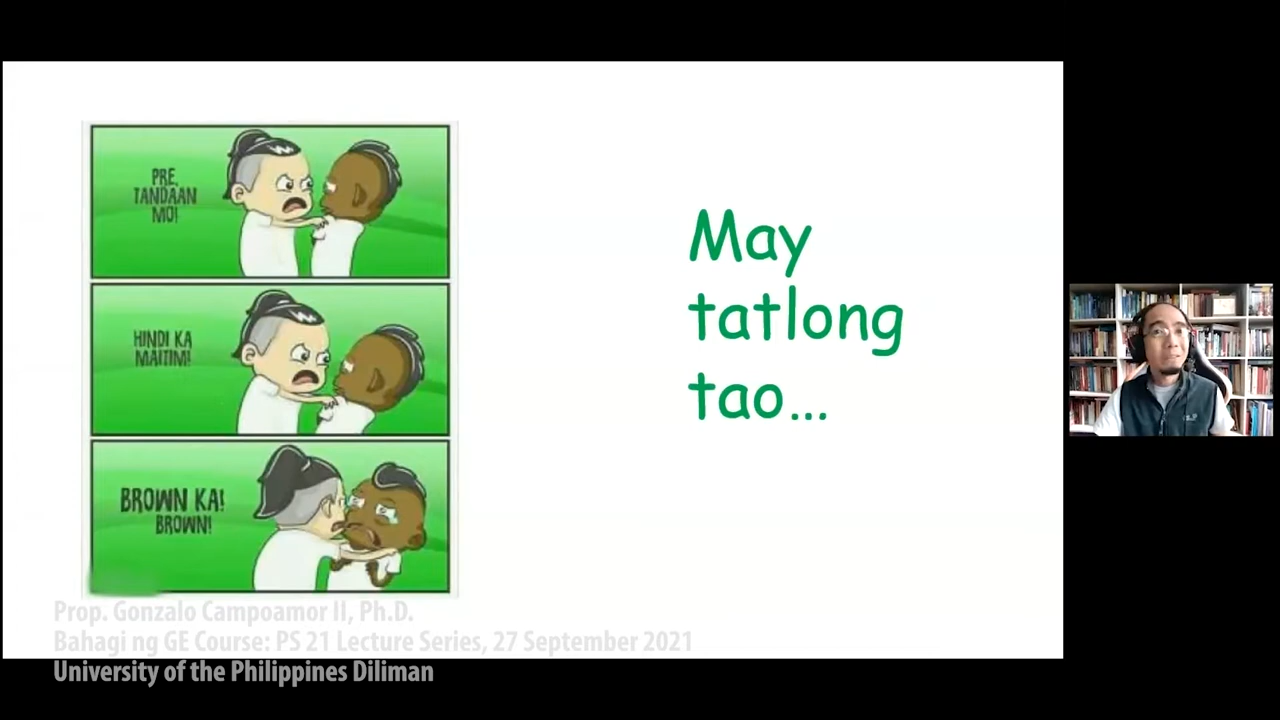 PRE,
TANDAAN
MO!
HINDI KA
MAITIM!
BROWN KA!
BROWN!
May
tatlong
tao...
Prop. Gonzalo Campoamor II, Ph.D.
Bahagi ng GE Course: PS 21 Lecture Series, 27 September 2021
University of the Philippines Diliman